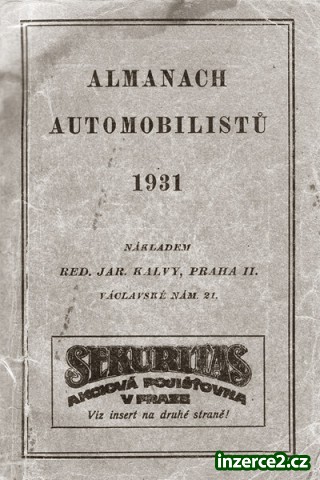 ALMANACH
AUTOMOBILISTŮ
1931
NÁKLADEM
RED. JAR. KALVY, PRAHA II.
VÁCLAVSKÉ NÁM. 21.
SEKURITAS
AKCIOVÁ POJIŠŤOVNA
V PRAZE
Viz insert na druhé straně!
inzerce2.cz